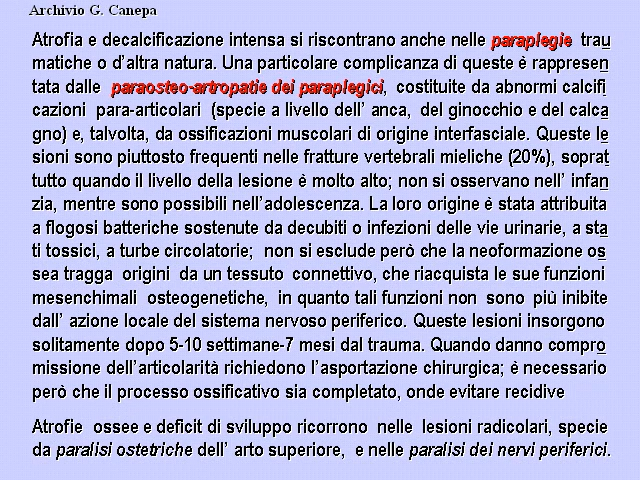 Archivio G. Canepa
Atrofia e decalcificazione intensa si riscontrano anche nelle paraplegie trau
matiche o d'altra natura. Una particolare complicanza di queste è rappresen
tata dalle paraosteo-artropatie dei paraplegici, costituite da abnormi calcifi
cazioni para-articolari (specie a livello dell' anca, del ginocchio e del calca
gno) e, talvolta, da ossificazioni muscolari di origine interfasciale. Queste le
sioni sono piuttosto frequenti nelle fratture vertebrali mieliche (20%), soprat
tutto quando il livello della lesione è molto alto; non si osservano nell' infan
zia, mentre sono possibili nell'adolescenza. La loro origine è stata attribuita
a flogosi batteriche sostenute da decubiti o infezioni delle vie urinarie, a sta
ti tossici, a turbe circolatorie; non si esclude però che la neoformazione os
sea tragga origini da un tessuto connettivo, che riacquista le sue funzioni
mesenchimali osteogenetiche, in quanto tali funzioni non sono più inibite
dall' azione locale del sistema nervoso periferico. Queste lesioni insorgono
solitamente dopo 5-10 settimane-7 mesi dal trauma. Quando danno compro
missione dell'articolarità richiedono l'asportazione chirurgica; è necessario
però che il processo ossificativo sia completato, onde evitare recidive
Atrofie ossee e deficit di sviluppo ricorrono nelle lesioni radicolari, specie
da paralisi ostetriche dell' arto superiore, e nelle paralisi dei nervi periferici.